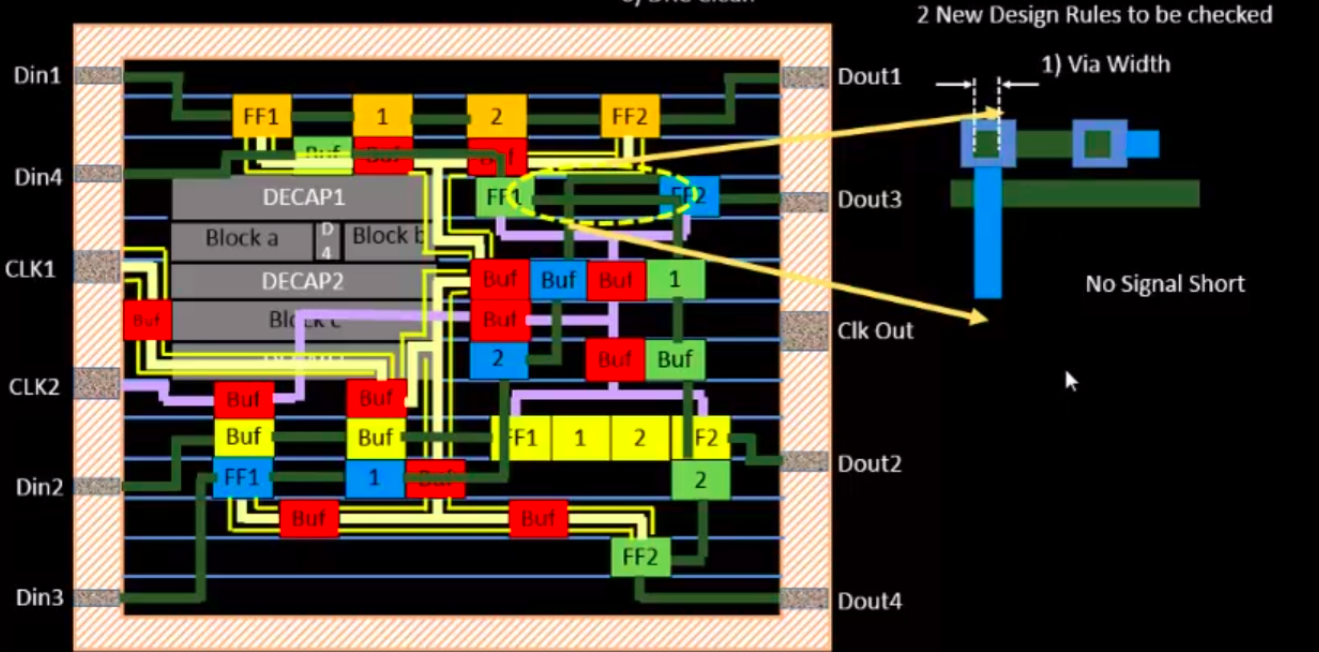 DRC Clean
2 New Design Rules to be checked
1) Via Width
Din1
Dout1
FF1 1 2 FF2
Buf Buf Buf
Din4
DECAP1
FF1 FF2
Dout3
Block a D4 Block b
CLK1
DECAP2
Buf Buf Buf 1
No Signal Short
Buf Block c Buf
Clk Out
2 Buf Buf
CLK2
Buf Buf
Buf Buf FF1 1 2 F2
Dout2
Din2
FF1 1 Buf 2
Buf Buf
FF2
Din3
Dout4